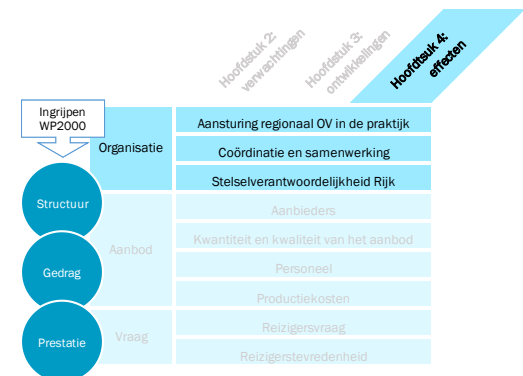 Hoofdstuk 2:
verwachtingen
Hoofdstuk 3:
ontwikkelingen
Hoofdtsuk 4:
effecten
Ingrijpen
WP2000
Organisatie
Aansturing regionaal OV in de praktijk
Coördinatie en samenwerking
Stelselverantwoordelijkheid Rijk
Structuur
Aanbod
Aanbieders
Kwantiteit en kwaliteit van het aanbod
Gedrag
Personeel
Productiekosten
Prestatie
Vraag
Reizigersvraag
Reizigerstevredenheid